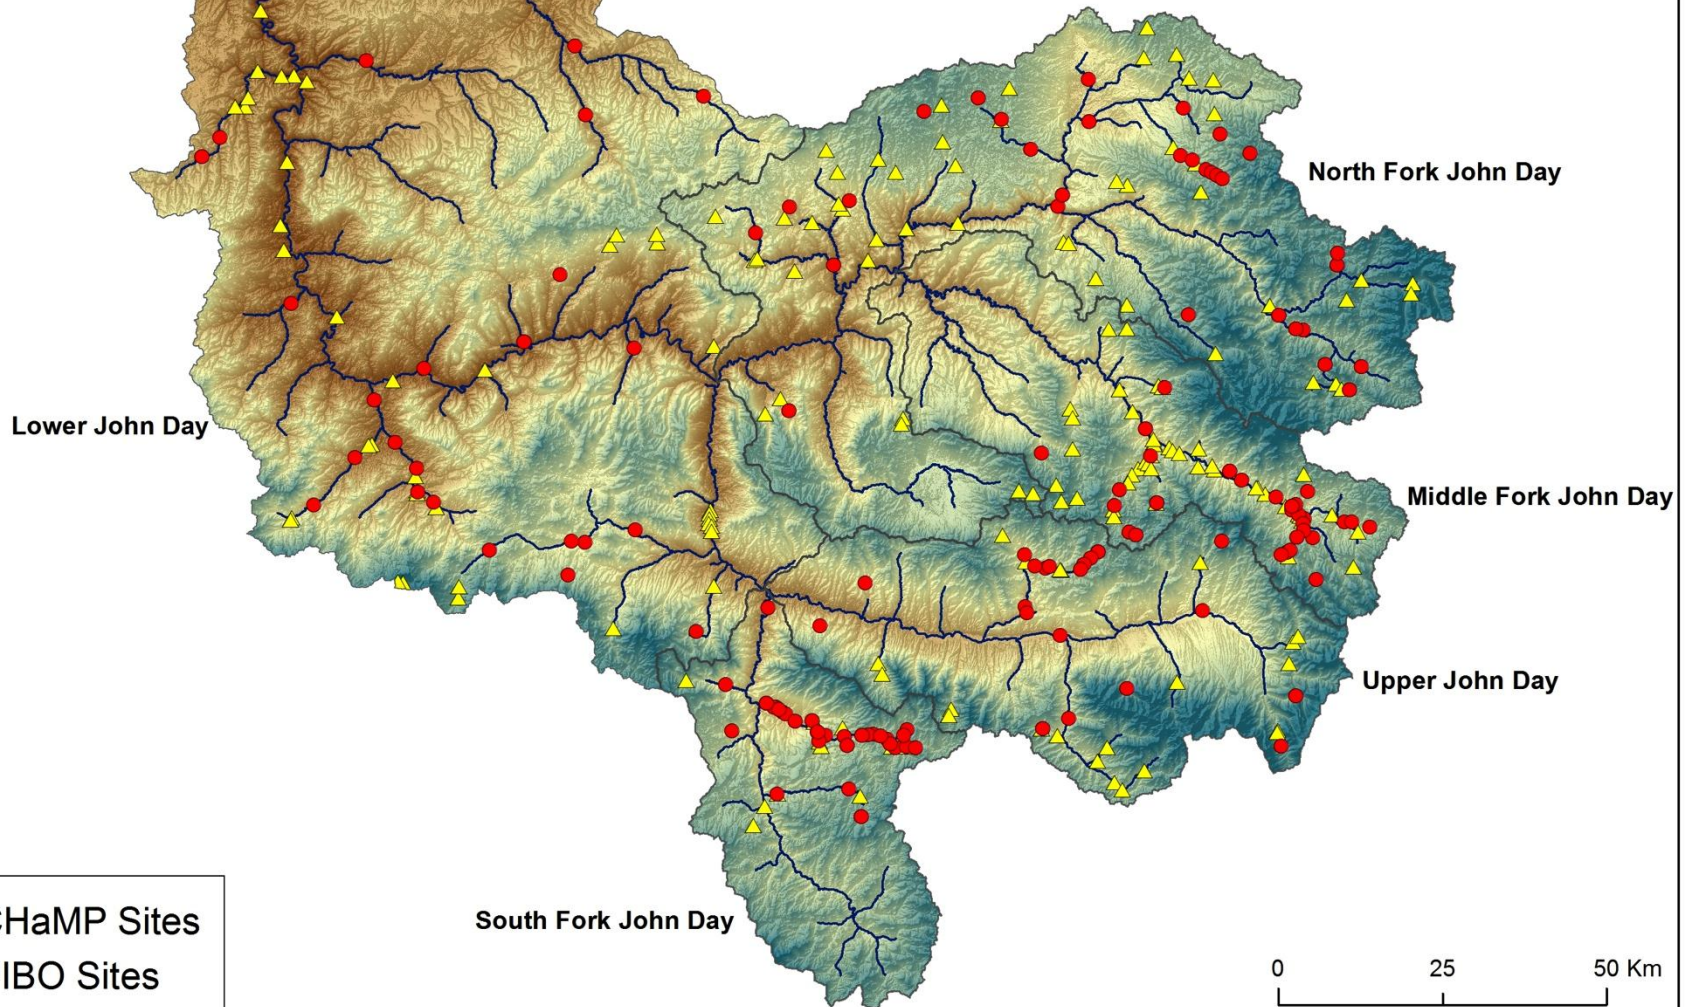 North Fork John Day
Lower John Day
Middle Fork John Day
Upper John Day
South Fork John Day
HaMP Sites
IBO Sites
0 25 50 Km